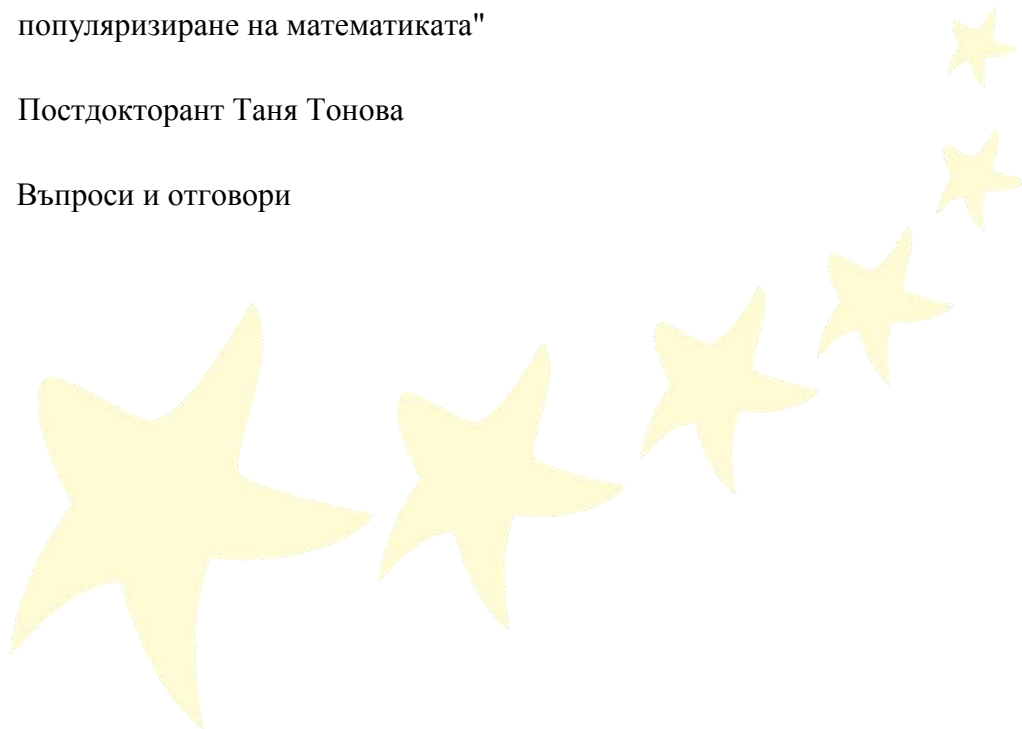 популяризиране на математиката"
Постдокторант Таня Тонова
Въпроси и отговори